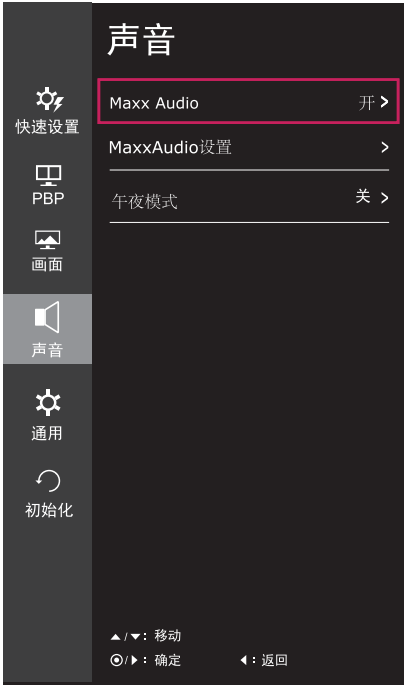 声音
快速设置
PBP
画面
声音
通用
初始化
Maxx Audio 开 >
MaxxAudio设置 >
午夜模式 关 >
▲/▼: 移动
⦿/▶: 确定 ◀: 返回